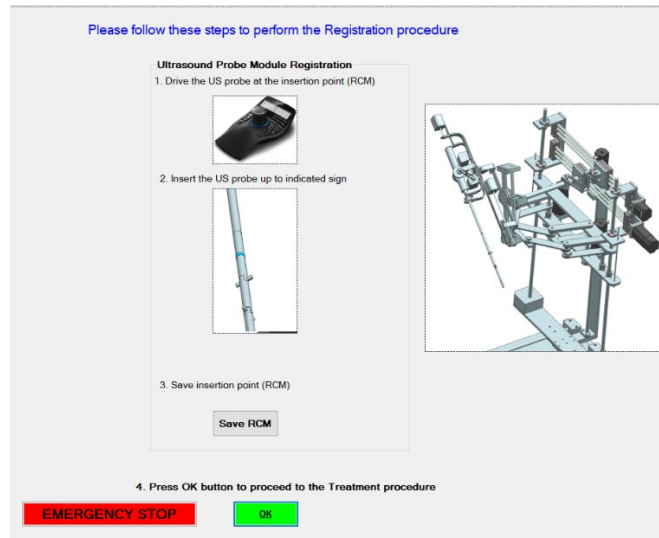 Please follow these steps to perform the Registration procedure
Ultrasound Probe Module Registration
1. Drive the US probe at the insertion point (RCM)
2. Insert the US probe up to indicated sign
3. Save insertion point (RCM)
Save RCM
4. Press OK button to proceed to the Treatment procedure
EMERGENCY STOP
OK